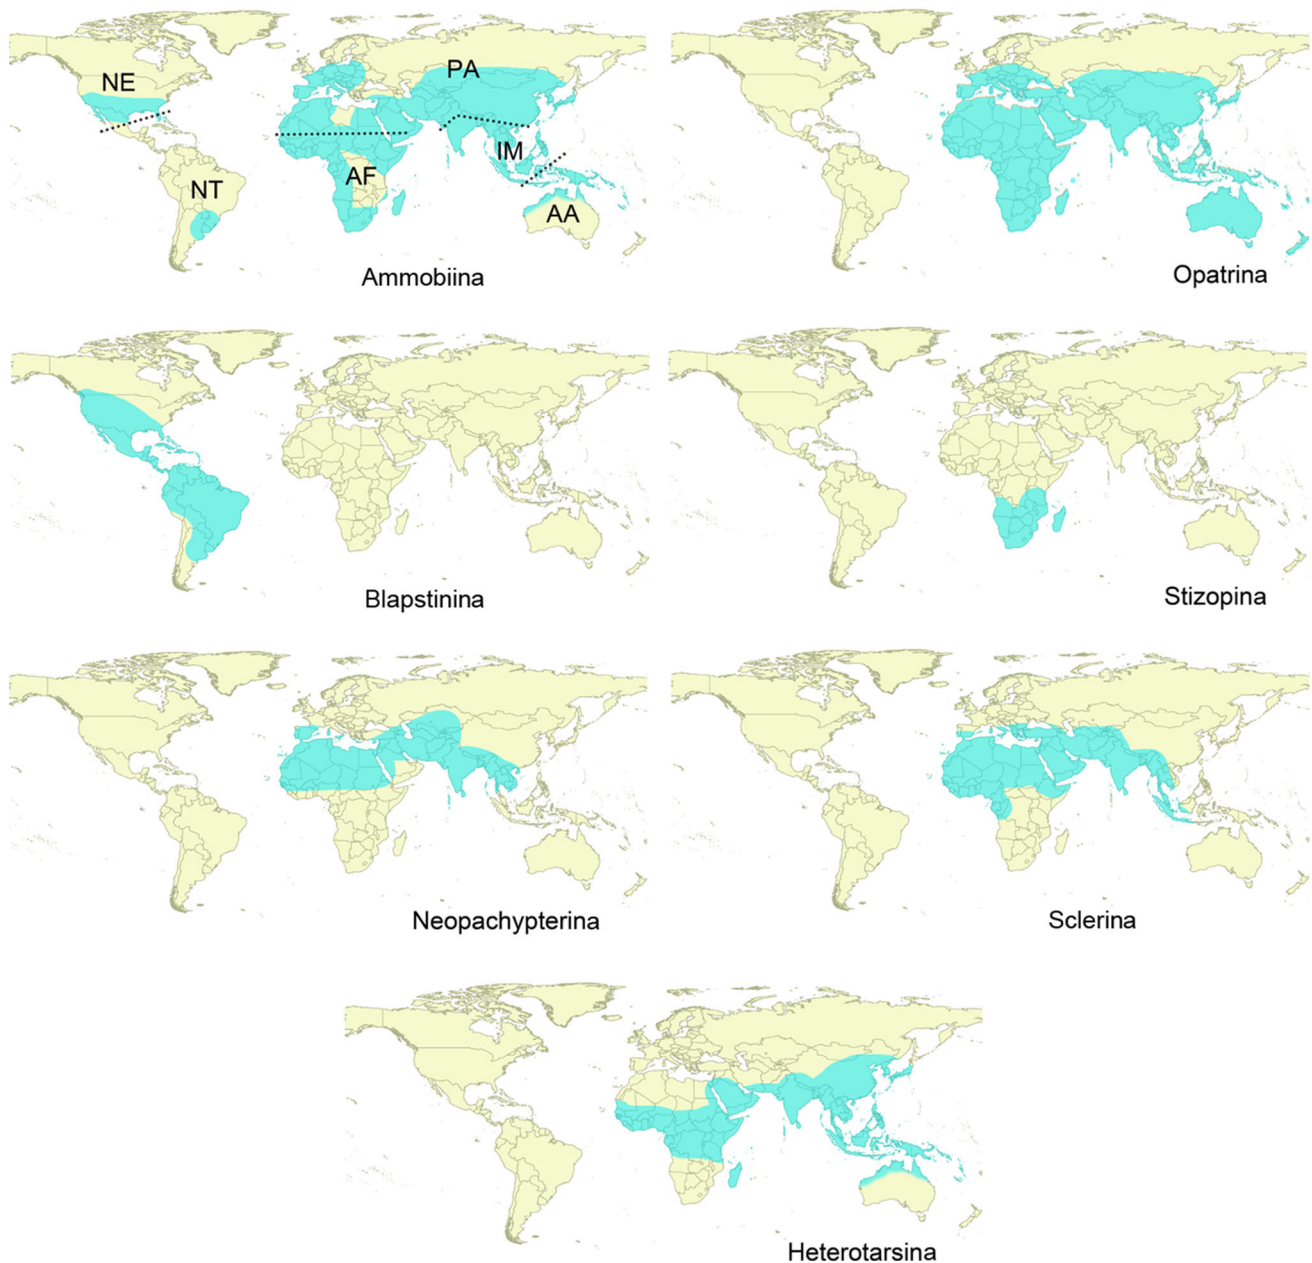 NE
PA
IM
NT
AF
AA
Ammobiina
Opatrina
Blapstinina
Stizopina
Neopachypterina
Sclerina
Heterotarsina